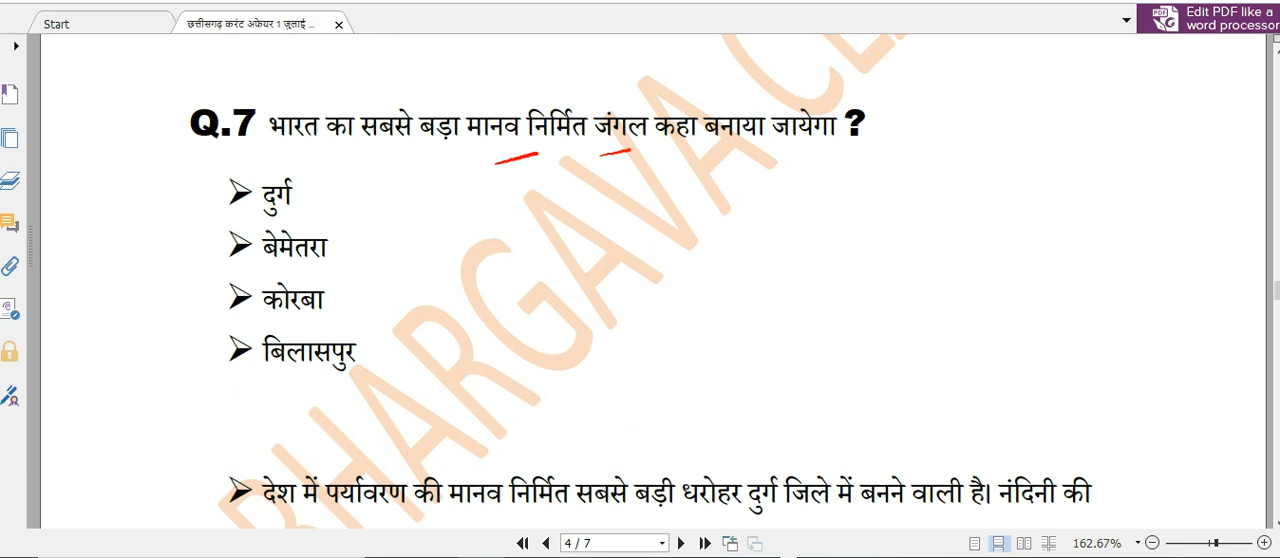 Start
छत्तीसगढ़ करंट अफेयर 1 जुलाई ...
Edit PDF like a
word processor
Q.7 भारत का सबसे बड़ा मानव निर्मित जंगल कहा बनाया जायेगा ?
दुर्ग
बेमेतरा
कोरबा
बिलासपुर
देश में पर्यावरण की मानव निर्मित सबसे बड़ी धरोहर दुर्ग जिले में बनने वाली है। नंदिनी की
BHARGAVA
4 / 7
162.67%